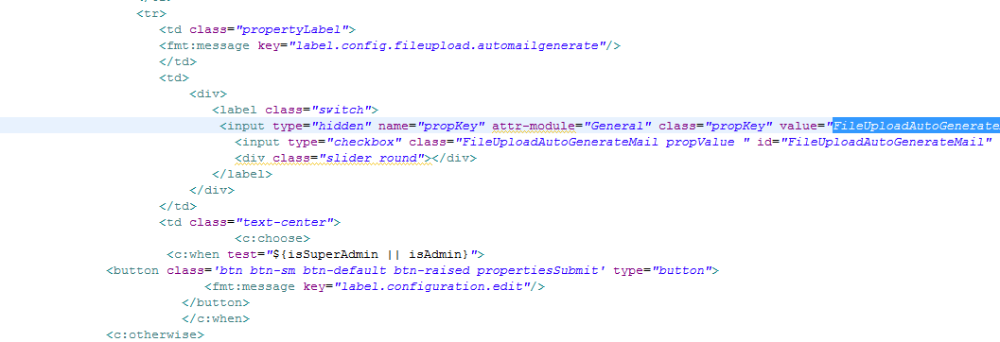 <tr>
<td class="propertyLabel">
<fmt:message key="label.config.fileupload.automailgenerate"/>
</td>
<td>
<div>
<label class="switch">
<input type="hidden" name="propKey" attr-module="General" class="propKey" value="FileUploadAutoGenerate
<input type="checkbox" class="FileUploadAutoGenerateMail propValue " id="FileUploadAutoGenerateMail"
<div class="slider round"></div>
</label>
</div>
</td>
<td class="text-center">
<c:choose>
<c:when test="${isSuperAdmin || isAdmin}">
<button class='btn btn-sm btn-default btn-raised propertiesSubmit' type="button">
<fmt:message key="label.configuration.edit"/>
</button>
</c:when>
<c:otherwise>